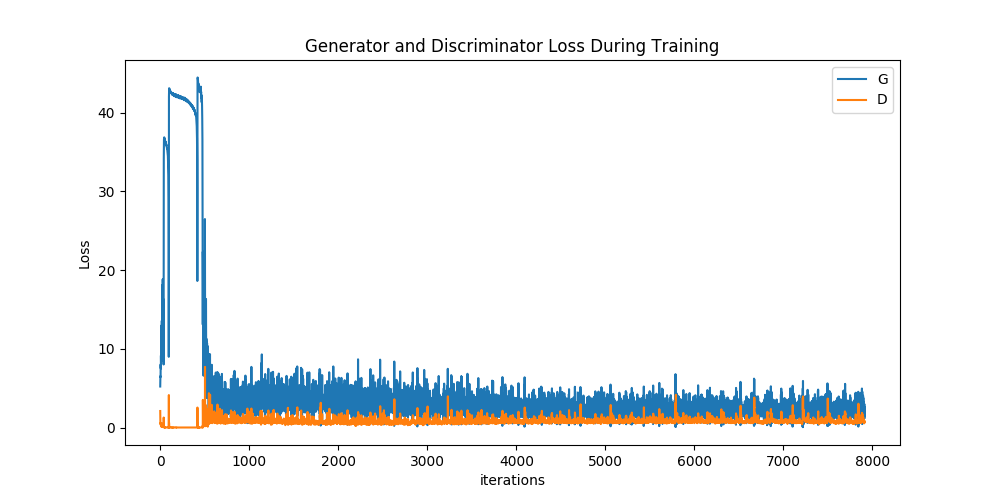 Generator and Discriminator Loss During Training
G
D
Loss
40
30
20
10
0
0 1000 2000 3000 4000 5000 6000 7000 8000
iterations